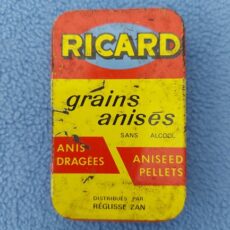 RICARD
grains
anisés
SANS ALCOOL
ANIS
DRAGÉES
ANISEED
PELLETS
DISTRIBUÉS PAR
RÉGLISSE ZAN